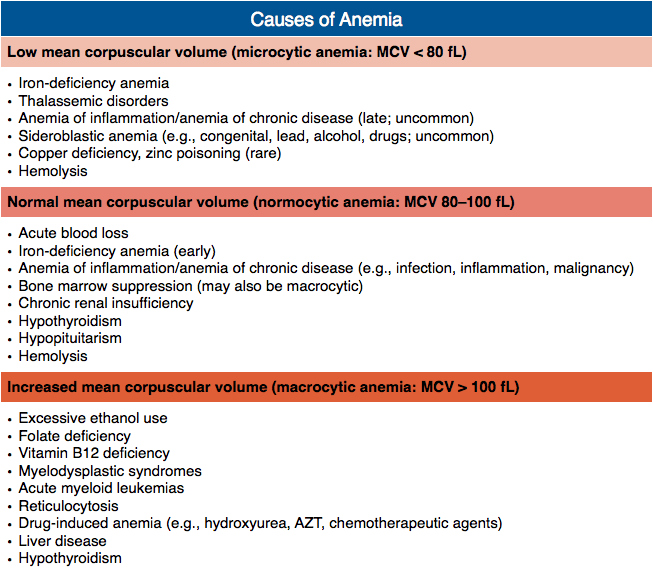 Causes of Anemia
Low mean corpuscular volume (microcytic anemia: MCV < 80 fL)
• Iron-deficiency anemia
• Thalassemic disorders
• Anemia of inflammation/anemia of chronic disease (late; uncommon)
• Sideroblastic anemia (e.g., congenital, lead, alcohol, drugs; uncommon)
• Copper deficiency, zinc poisoning (rare)
• Hemolysis
Normal mean corpuscular volume (normocytic anemia: MCV 80–100 fL)
• Acute blood loss
• Iron-deficiency anemia (early)
• Anemia of inflammation/anemia of chronic disease (e.g., infection, inflammation, malignancy)
• Bone marrow suppression (may also be macrocytic)
• Chronic renal insufficiency
• Hypothyroidism
• Hypopituitarism
• Hemolysis
Increased mean corpuscular volume (macrocytic anemia: MCV > 100 fL)
• Excessive ethanol use
• Folate deficiency
• Vitamin B12 deficiency
• Myelodysplastic syndromes
• Acute myeloid leukemias
• Reticulocytosis
• Drug-induced anemia (e.g., hydroxyurea, AZT, chemotherapeutic agents)
• Liver disease
• Hypothyroidism